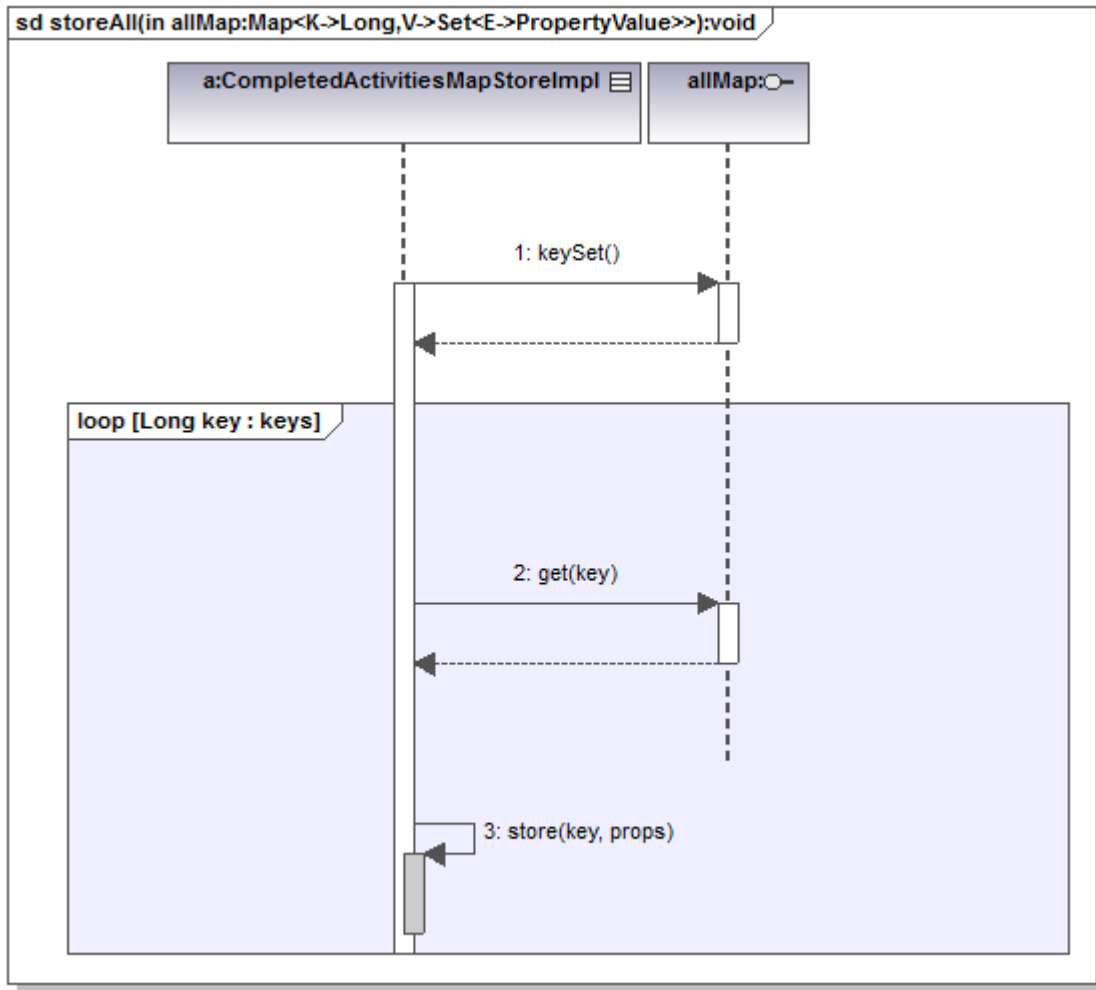 sd storeAll(in allMap:Map<K->Long,V->Set<E->PropertyValue>>):void
a:CompletedActivitiesMapStoreImpl
allMap:
1: keySet()
loop [Long key : keys]
2: get(key)
3: store(key, props)